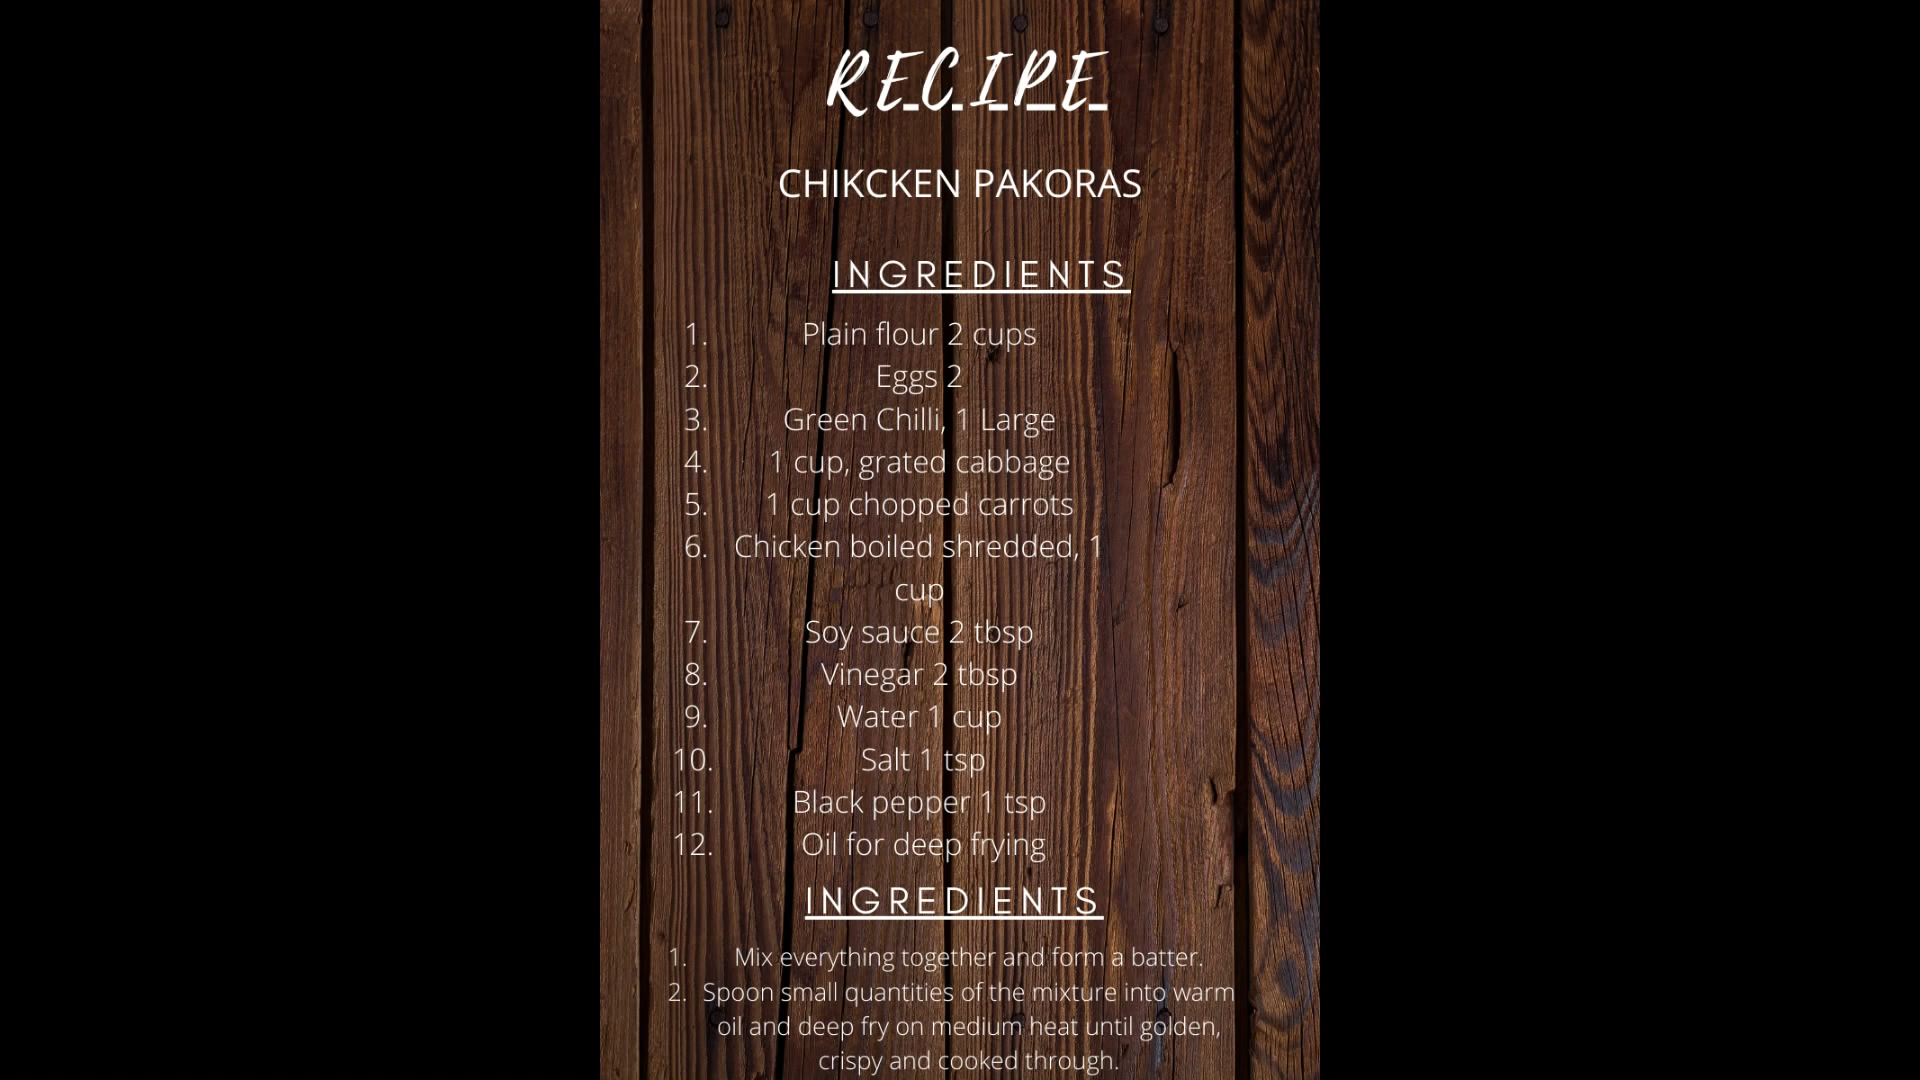 RECIPE
CHIKCKEN PAKORAS
INGREDIENTS
1. Plain flour 2 cups
2. Eggs 2
3. Green Chilli, 1 Large
4. 1 cup, grated cabbage
5. 1 cup chopped carrots
6. Chicken boiled shredded, 1
cup
7. Soy sauce 2 tbsp
8. Vinegar 2 tbsp
9. Water 1 cup
10. Salt 1 tsp
11. Black pepper 1 tsp
12. Oil for deep frying
INGREDIENTS
1. Mix everything together and form a batter.
2. Spoon small quantities of the mixture into warm
oil and deep fry on medium heat until golden,
crispy and cooked through.